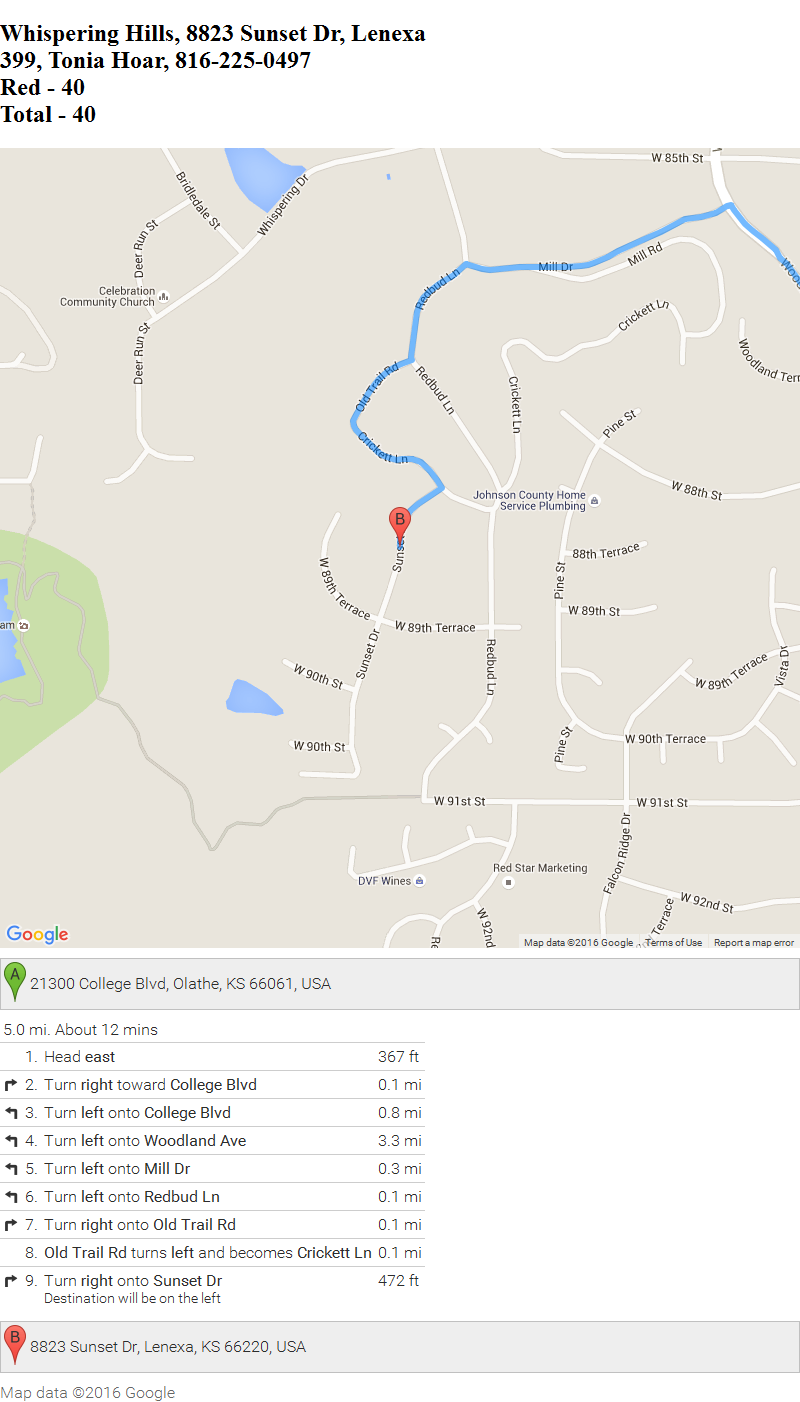 Whispering Hills, 8823 Sunset Dr, Lenexa
399, Tonia Hoar, 816-225-0497
Red - 40
Total - 40
W 85th St
Bridledale St
Whispering Dr
Deer Run St
Mill Dr
Mill Rd
Redbud Ln
Celebration
Community Church
Crickett Ln
Deer Run St
Woodland Terr
Old Trail Rd
Redbud Ln
Crickett Ln
Pine St
Crickett Ln
W 88th St
Johnson County Home
Service Plumbing
B
Sunset
88th Terrace
W 89th Terrace
Pine St
W 89th St
am
W 89th Terrace
Sunset Dr
Redbud Ln
W 89th Terrace
Vista Dr
W 90th St
W 90th St
Pine St
W 90th Terrace
W 91st St
W 91st St
Falcon Ridge Dr
Red Star Marketing
DVF Wines
W 92nd St
W 92nd
Re
Terrace
Google
Map data ©2016 Google
Terms of Use
Report a map error
A
21300 College Blvd, Olathe, KS 66061, USA
5.0 mi. About 12 mins
1. Head east 367 ft
2. Turn right toward College Blvd 0.1 mi
3. Turn left onto College Blvd 0.8 mi
4. Turn left onto Woodland Ave 3.3 mi
5. Turn left onto Mill Dr 0.3 mi
6. Turn left onto Redbud Ln 0.1 mi
7. Turn right onto Old Trail Rd 0.1 mi
8. Old Trail Rd turns left and becomes Crickett Ln 0.1 mi
9. Turn right onto Sunset Dr 472 ft
Destination will be on the left
B
8823 Sunset Dr, Lenexa, KS 66220, USA
Map data ©2016 Google